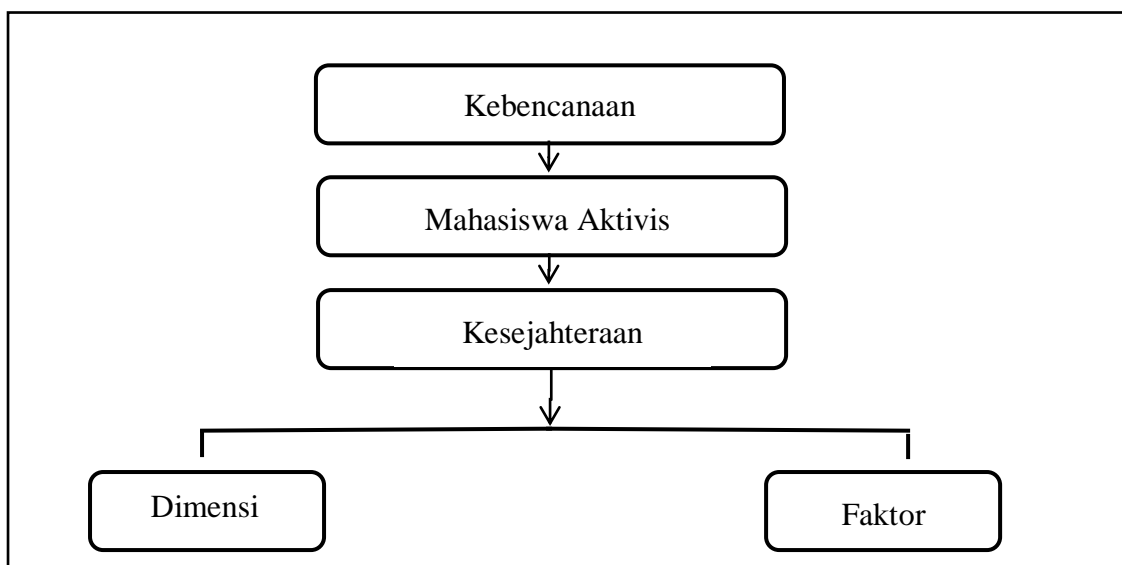 Kebencanaan
Mahasiswa Aktivis
Kesejahteraan
Dimensi
Faktor